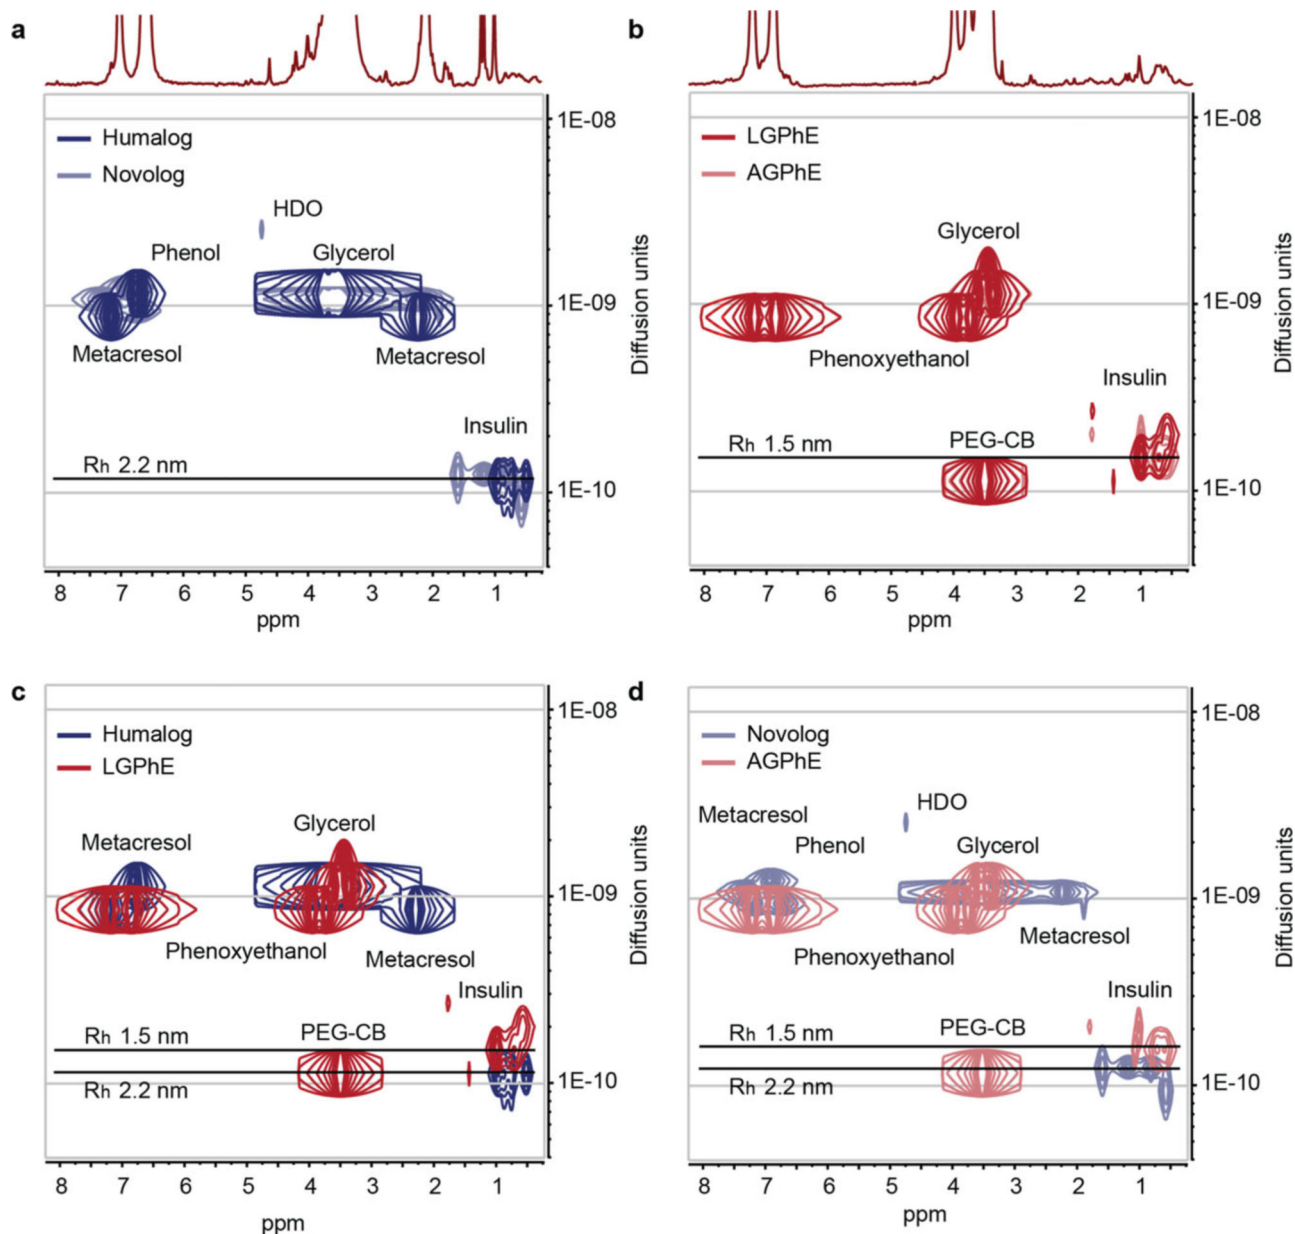 a
Humalog
Novolog
HDO
Phenol
Glycerol
Metacresol
Metacresol
Insulin
Rh 2.2 nm
1E-08
1E-09
1E-10
Diffusion units
8 7 6 5 4 3 2 1
ppm
b
LGPhE
AGPhE
Glycerol
Phenoxyethanol
Insulin
PEG-CB
Rh 1.5 nm
1E-08
1E-09
1E-10
Diffusion units
8 7 6 5 4 3 2 1
ppm
c
Humalog
LGPhE
Glycerol
Metacresol
Phenoxyethanol
Metacresol
Insulin
PEG-CB
Rh 1.5 nm
Rh 2.2 nm
1E-08
1E-09
1E-10
Diffusion units
8 7 6 5 4 3 2 1
ppm
d
Novolog
AGPhE
HDO
Metacresol
Phenol
Glycerol
Metacresol
Phenoxyethanol
Insulin
PEG-CB
Rh 1.5 nm
Rh 2.2 nm
1E-08
1E-09
1E-10
Diffusion units
8 7 6 5 4 3 2 1
ppm